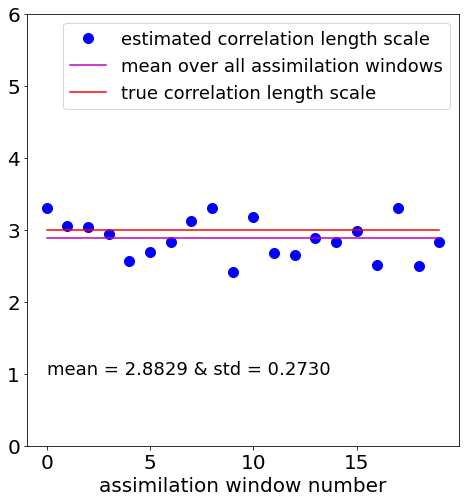 6
estimated correlation length scale
mean over all assimilation windows
true correlation length scale
5
4
3
2
1
mean = 2.8829 & std = 0.2730
0
0 5 10 15
assimilation window number